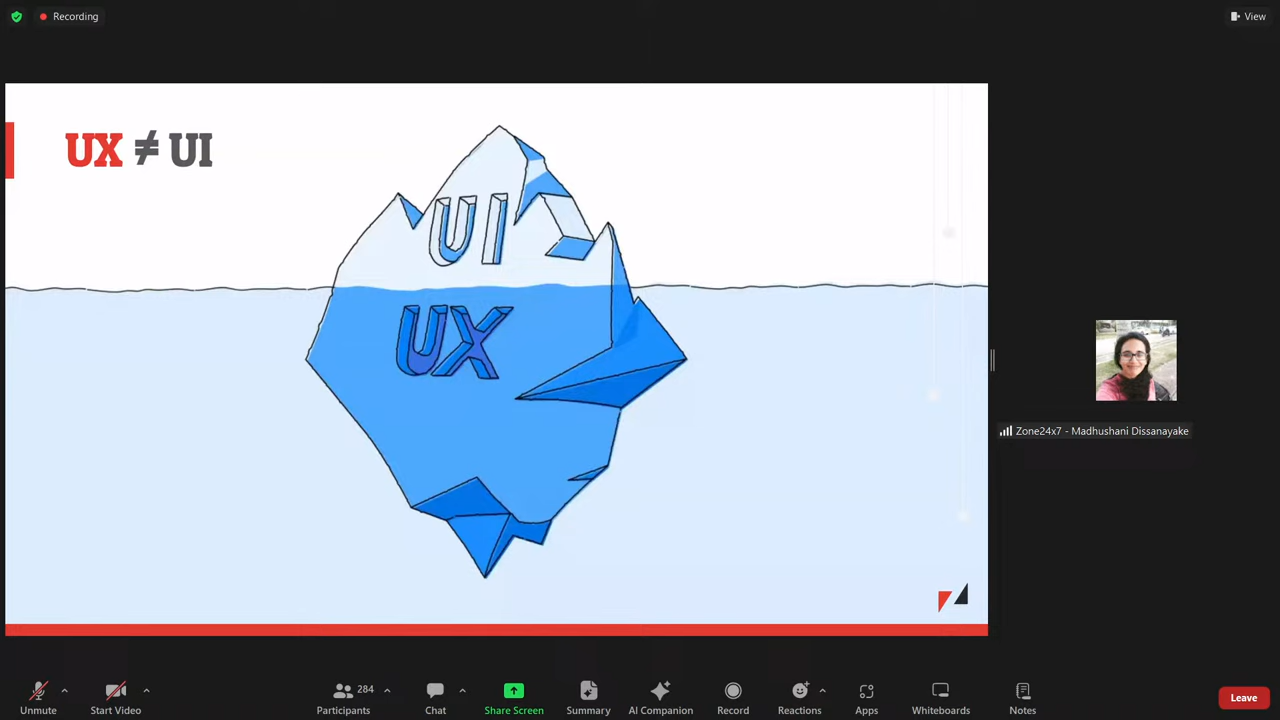 Recording
View
UX ≠ UI
UI
UX
Zone24x7 - Madhushani Dissanayake
284
Unmute
Start Video
Participants
Chat
Share Screen
Summary
AI Companion
Record
Reactions
Apps
Whiteboards
Notes
Leave